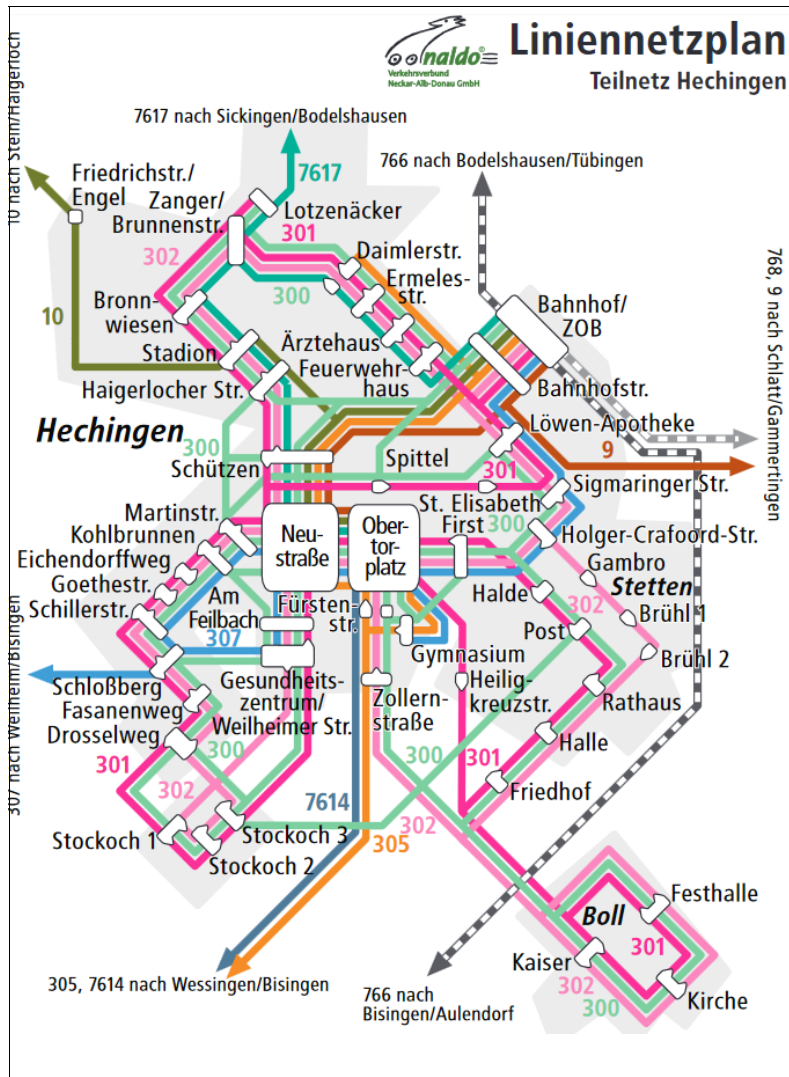 naldo®
Verkehrsverbund
Neckar-Alb-Donau GmbH
Liniennetzplan
Teilnetz Hechingen
10 nach Stein/Haigerloch
7617 nach Sickingen/Bodelshausen
766 nach Bodelshausen/Tübingen
768, 9 nach Schlatt/Gammertingen
Friedrichstr./
Engel
Zanger/
Brunnenstr.
7617
Lotzenäcker
301
302
Daimlerstr.
Ermeles-
str.
300
10
Bronn-
wiesen
Stadion
Haigerlocher Str.
Ärztehaus
Feuerwehr-
haus
Bahnhof/
ZOB
Bahnhofstr.
Löwen-Apotheke
9
Sigmaringer Str.
Hechingen
300
Schützen
Spittel
301
St. Elisabeth
First
300
Holger-Crafoord-Str.
Gambro
Stetten
302
Brühl 1
Brühl 2
Martinstr.
Kohlbrunnen
Eichendorffweg
Goethestr.
Schillerstr.
Neu-
straße
Ober-
tor-
platz
Am
Feilbach
307
Fürsten-
str.
Halde
Post
Gymnasium
Heilig-
kreuzstr.
Rathaus
Halle
Friedhof
307 nach Weilheim/Bisingen
Schloßberg
Fasanenweg
Drosselweg
Gesundheits-
zentrum/
Weilheimer Str.
Zollern-
straße
300
301
302
300
301
302
7614
305
Stockoch 1
Stockoch 2
Stockoch 3
305, 7614 nach Wessingen/Bisingen
766 nach
Bisingen/Aulendorf
Boll
Festhalle
301
Kaiser
302
300
Kirche